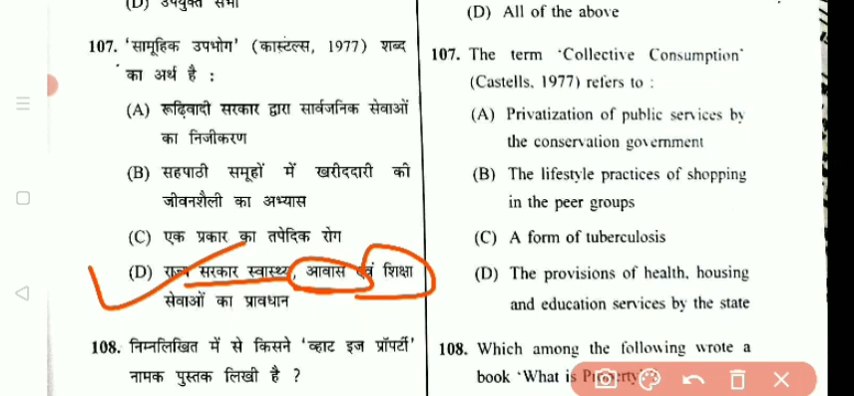 (D) उपर्युक्त सभी
107. 'सामूहिक उपभोग' (कास्टेल्स, 1977) शब्द
का अर्थ है :
(A) रूढ़िवादी सरकार द्वारा सार्वजनिक सेवाओं
का निजीकरण
(B) सहपाठी समूहों में खरीददारी की
जीवनशैली का अभ्यास
(C) एक प्रकार का तपेदिक रोग
(D) राज्य सरकार स्वास्थ्य, आवास एवं शिक्षा
सेवाओं का प्रावधान
108. निम्नलिखित में से किसने 'व्हाट इज प्रॉपर्टी'
नामक पुस्तक लिखी है ?
(D) All of the above
107. The term 'Collective Consumption'
(Castells, 1977) refers to :
(A) Privatization of public services by
the conservation government
(B) The lifestyle practices of shopping
in the peer groups
(C) A form of tuberculosis
(D) The provisions of health, housing
and education services by the state
108. Which among the following wrote a
book 'What is Property'